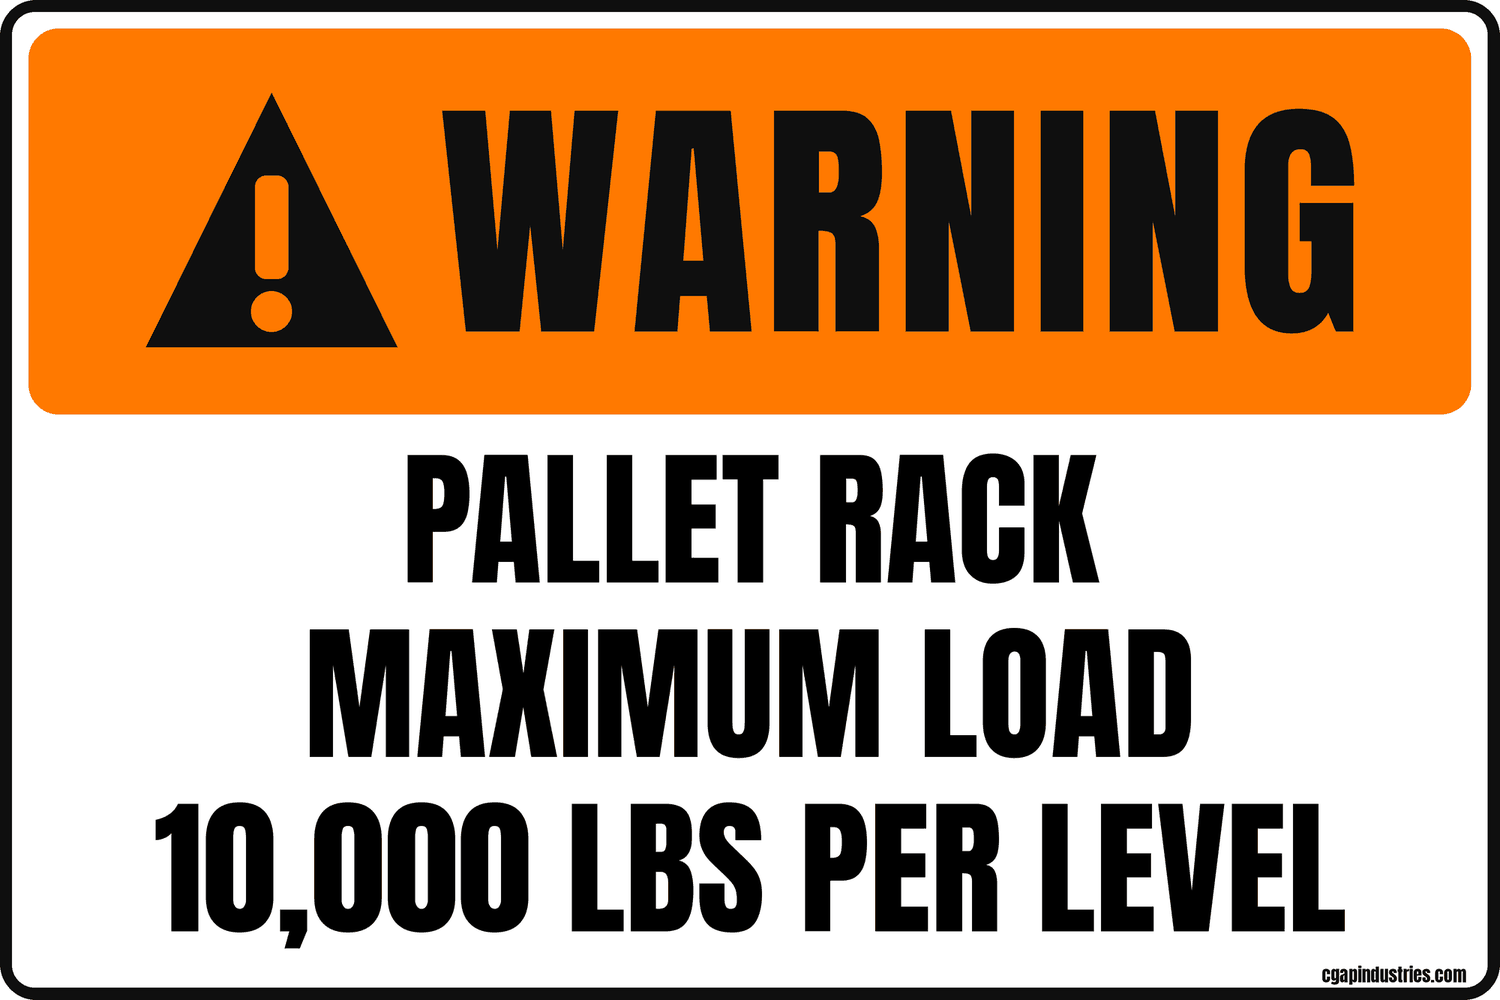 WARNING
PALLET RACK
MAXIMUM LOAD
10,000 LBS PER LEVEL
cgapindustries.com